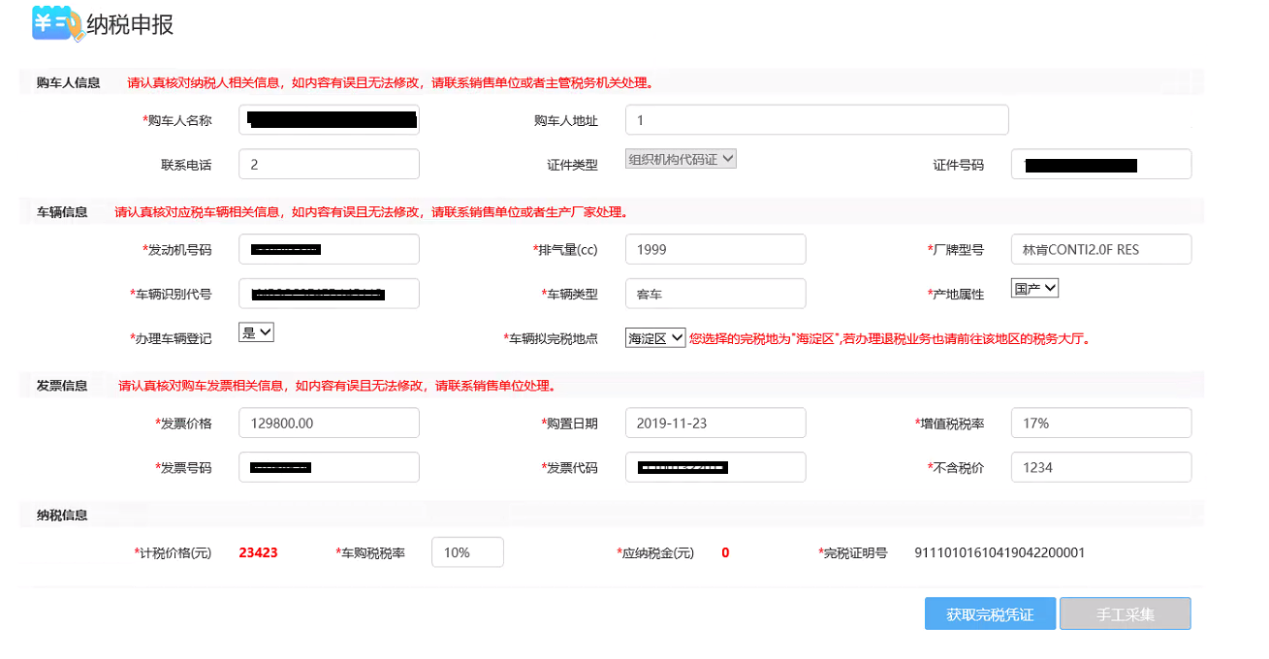 纳税申报
购车人信息 请认真核对纳税人相关信息，如内容有误且无法修改，请联系销售单位或者主管税务机关处理。
*购车人名称 购车人地址 1
联系电话 2 证件类型 组织机构代码证 证件号码
车辆信息 请认真核对应税车辆相关信息，如内容有误且无法修改，请联系销售单位或者生产厂家处理。
*发动机号码 *排气量(cc) 1999 *厂牌型号 林肯CONTI2.0F RES
*车辆识别代号 *车辆类型 客车 *产地属性 国产
*办理车辆登记 是 *车辆拟完税地点 海淀区 您选择的完税地为"海淀区",若办理退税业务也请前往该地区的税务大厅。
发票信息 请认真核对购车发票相关信息，如内容有误且无法修改，请联系销售单位处理。
*发票价格 129800.00 *购置日期 2019-11-23 *增值税税率 17%
*发票号码 *发票代码 *不含税价 1234
纳税信息
*计税价格(元) 23423 *车购税税率 10% *应纳税金(元) 0 *完税证明号 91110101610419042200001
获取完税凭证 手工采集